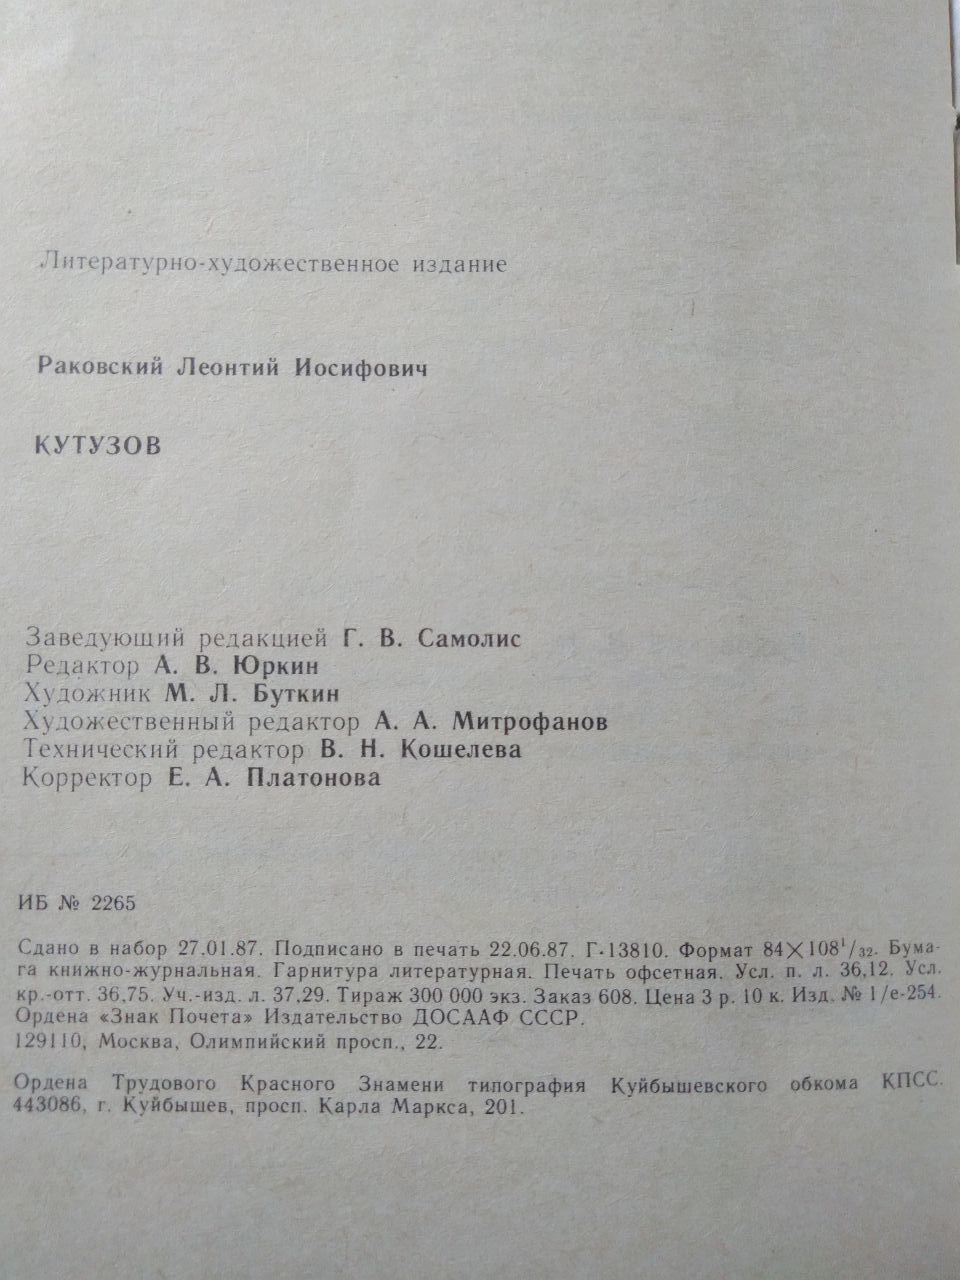 Литературно-художественное издание
Раковский Леонтий Иосифович
КУТУЗОВ
Заведующий редакцией Г. В. Самолис
Редактор А. В. Юркин
Художник М. Л. Буткин
Художественный редактор А. А. Митрофанов
Технический редактор В. Н. Кошелева
Корректор Е. А. Платонова
ИБ № 2265
Сдано в набор 27.01.87. Подписано в печать 22.06.87. Г-13810. Формат 84×108¹/₃₂. Бума-
га книжно-журнальная. Гарнитура литературная. Печать офсетная. Усл. п. л. 36,12. Усл.
кр.-отт. 36,75. Уч.-изд. л. 37,29. Тираж 300 000 экз. Заказ 608. Цена 3 р. 10 к. Изд. № 1/е-254.
Ордена «Знак Почета» Издательство ДОСААФ СССР.
129110, Москва, Олимпийский просп., 22.
Ордена Трудового Красного Знамени типография Куйбышевского обкома КПСС.
443086, г. Куйбышев, просп. Карла Маркса, 201.